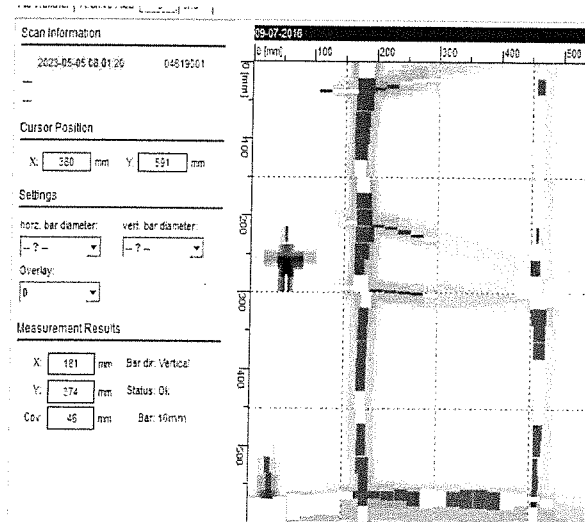 Scan Information
2023-05-05 08:01:20 04619001
Cursor Position
X: 380 mm Y: 591 mm
Settings
horz. bar diameter: vert. bar diameter:
-- ? -- -- ? --
Overlay:
0
Measurement Results
X: 181 mm Bar dir: Vertical
Y: 274 mm Status: Ok
Cov: 46 mm Bar: 16mm
09-07-2016
0 [mm] 100 200 300 400 500
0 [mm]
100
200
300
400
500